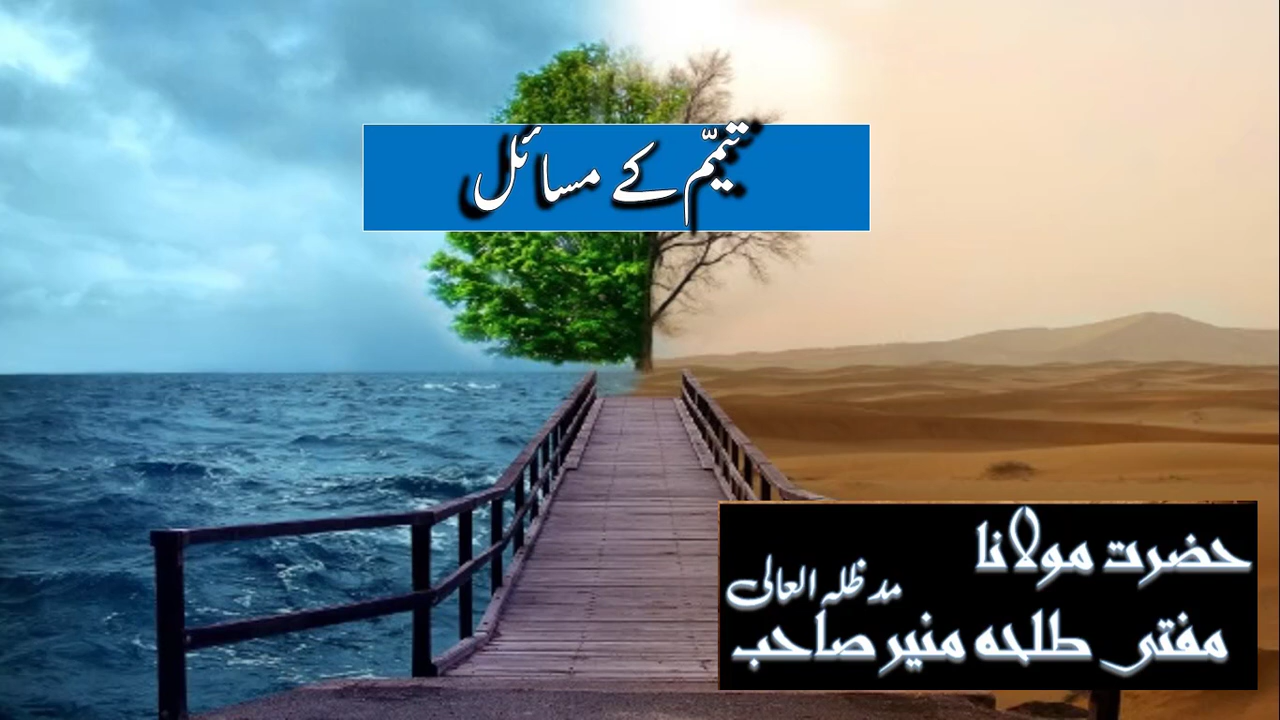 تیمّم کے مسائل
حضرت مولانا
مفتی طلحہ منیر صاحب
مد ظلہ العالی